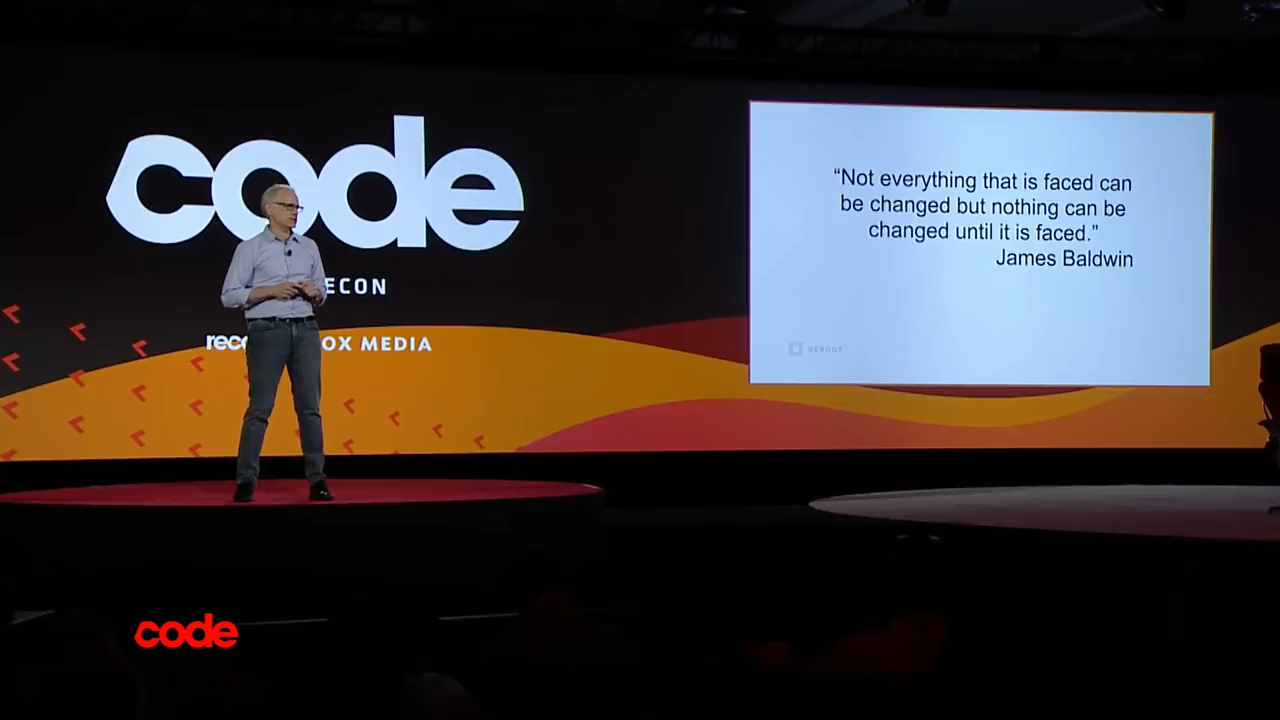 code
ECON
reco OX MEDIA
“Not everything that is faced can
be changed but nothing can be
changed until it is faced.”
James Baldwin
REBOOT
code